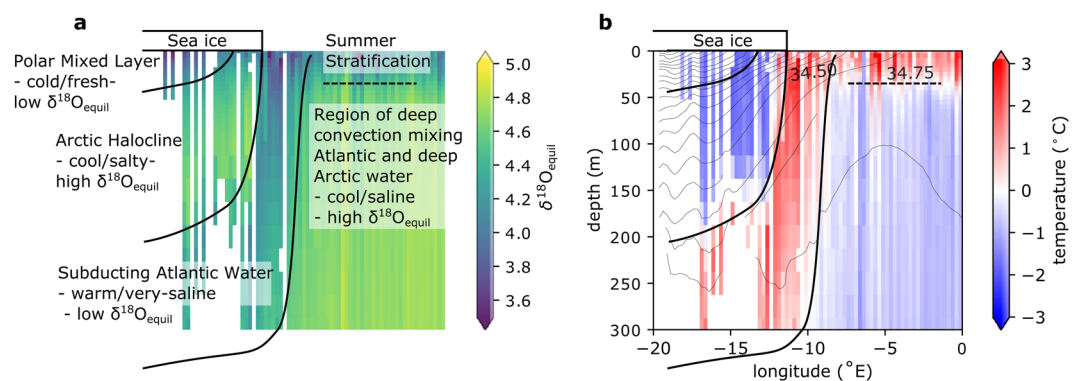 a
Sea ice
Summer
Stratification
Polar Mixed Layer
- cold/fresh-
low δ¹⁸Oequil
Arctic Halocline
- cool/salty-
high δ¹⁸Oequil
Region of deep
convection mixing
Atlantic and deep
Arctic water
- cool/saline
- high δ¹⁸Oequil
Subducting Atlantic Water
- warm/very-saline
- low δ¹⁸Oequil
5.0
4.8
4.6
4.4
4.2
4.0
3.8
3.6
δ¹⁸Oequil
b
Sea ice
34.50
34.75
0
50
100
150
200
250
300
depth (m)
−20
−15
−10
−5
0
longitude (˚E)
3
2
1
0
−1
−2
−3
temperature (˚C)